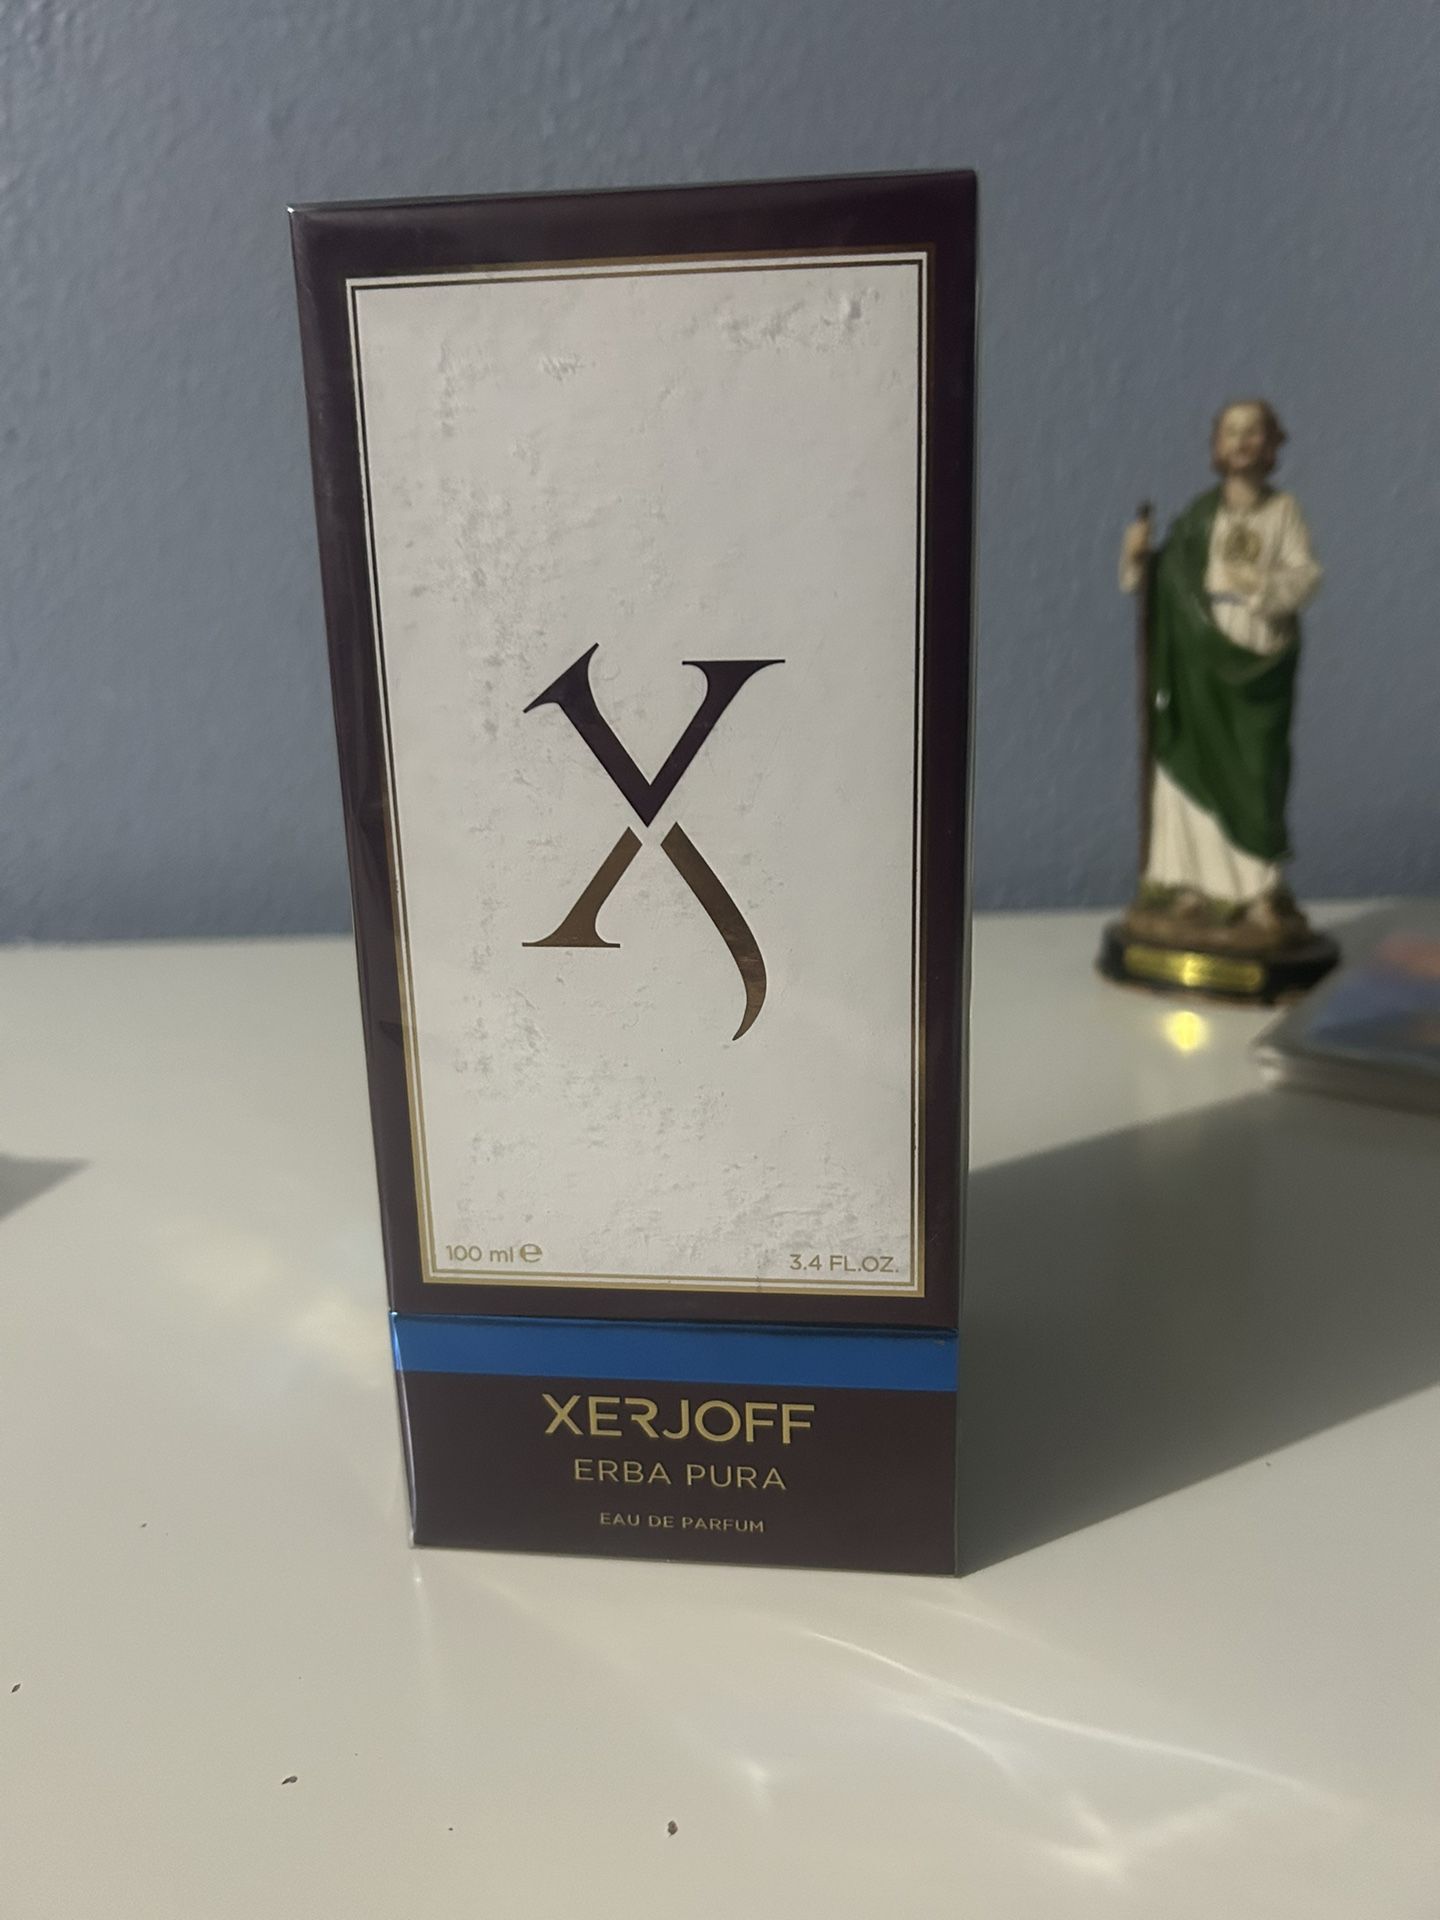 X
100 ml ℮ 3.4 FL.OZ.
XERJOFF
ERBA PURA
EAU DE PARFUM